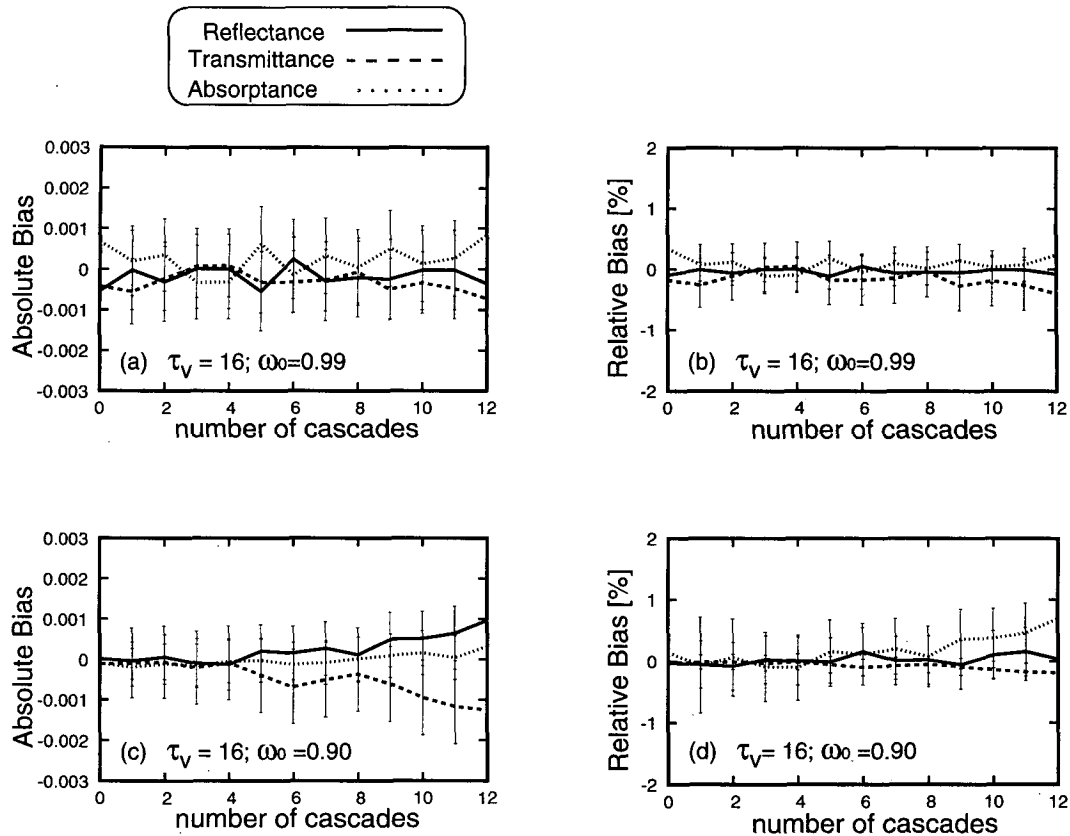 Reflectance
Transmittance
Absorptance
0.003
0.002
0.001
0
-0.001
-0.002
-0.003
Absolute Bias
(a) τV = 16; ω0=0.99
0 2 4 6 8 10 12
number of cascades
2
1
0
-1
-2
Relative Bias [%]
(b) τV = 16; ω0=0.99
0 2 4 6 8 10 12
number of cascades
0.003
0.002
0.001
0
-0.001
-0.002
-0.003
Absolute Bias
(c) τV = 16; ω0 =0.90
0 2 4 6 8 10 12
number of cascades
2
1
0
-1
-2
Relative Bias [%]
(d) τV= 16; ω0 =0.90
0 2 4 6 8 10 12
number of cascades